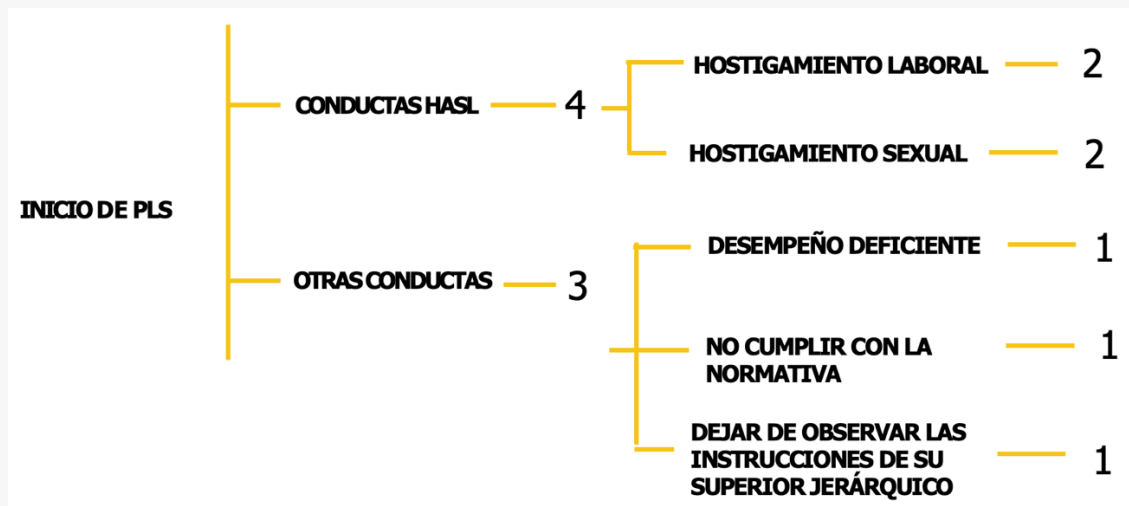 HOSTIGAMIENTO LABORAL 2
CONDUCTAS HASL 4
HOSTIGAMIENTO SEXUAL 2
INICIO DE PLS
DESEMPEÑO DEFICIENTE 1
OTRAS CONDUCTAS 3
NO CUMPLIR CON LA 1
NORMATIVA
DEJAR DE OBSERVAR LAS
INSTRUCCIONES DE SU 1
SUPERIOR JERÁRQUICO